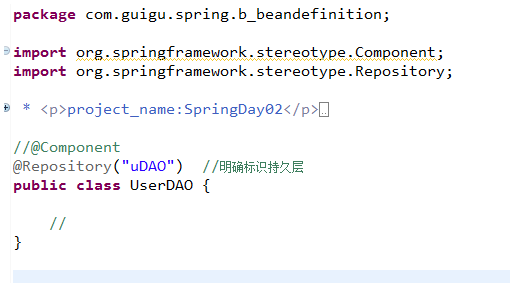 package com.guigu.spring.b_beandefinition;
import org.springframework.stereotype.Component;
import org.springframework.stereotype.Repository;
* <p>project_name:SpringDay02</p>
//@Component
@Repository("uDAO")  //明确标识持久层
public class UserDAO {
//
}